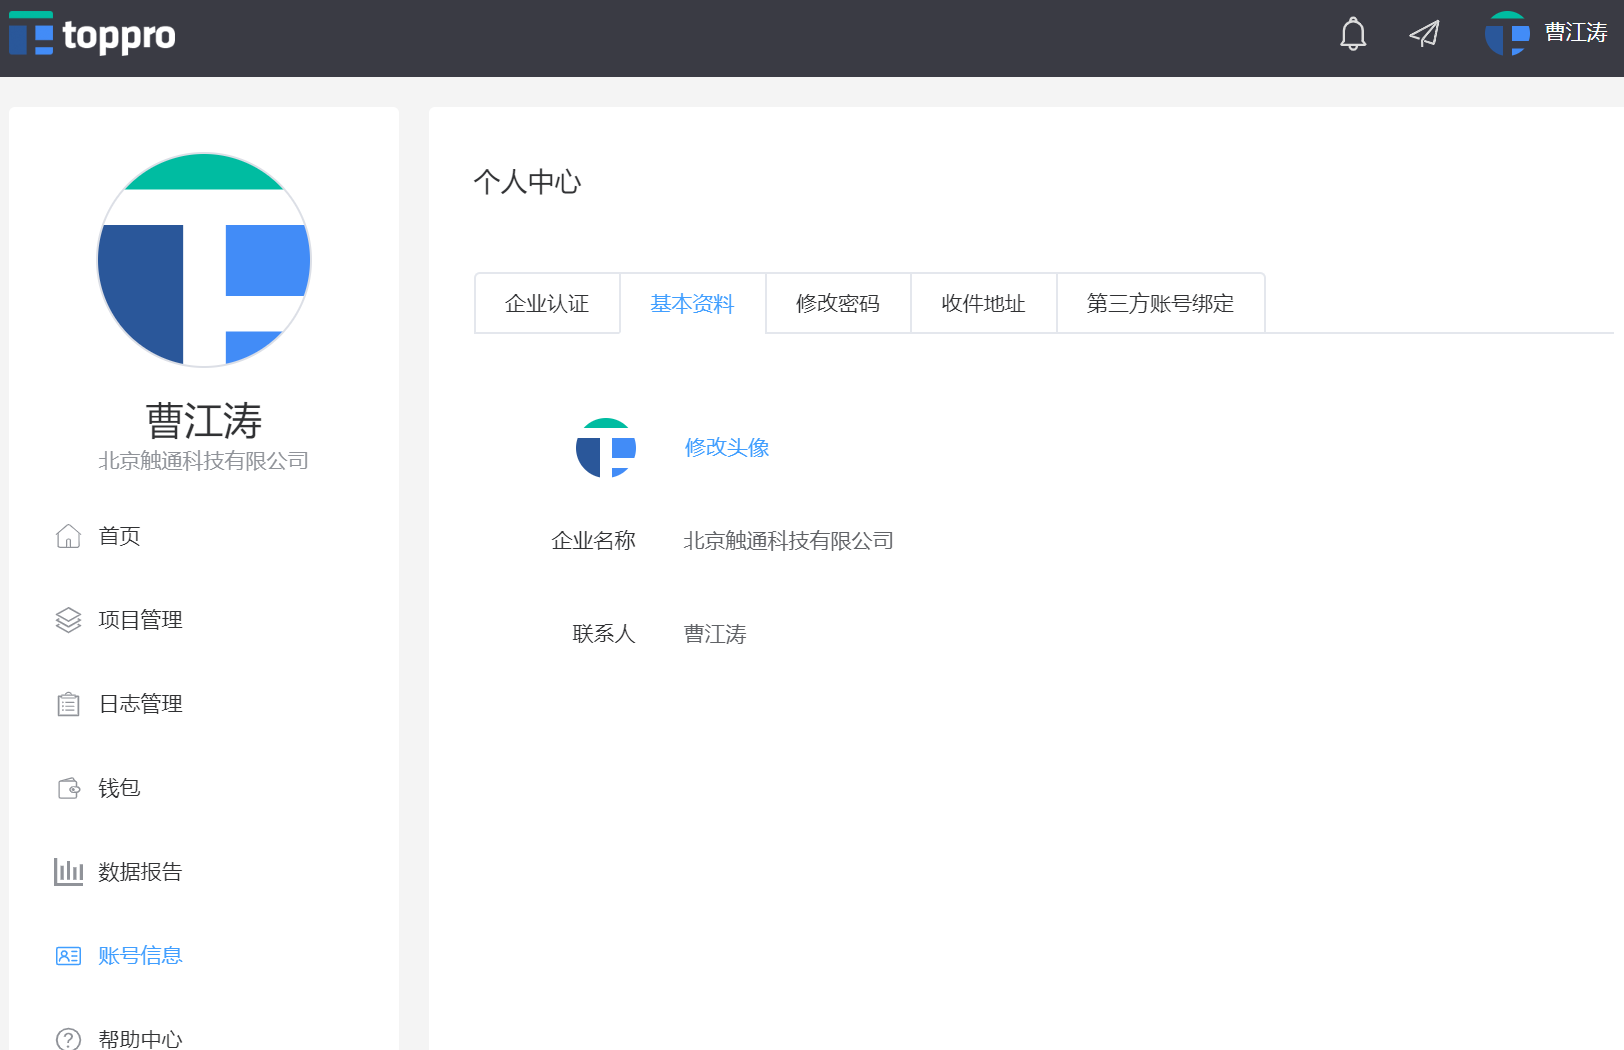 toppro
曹江涛
曹江涛
北京触通科技有限公司
首页
项目管理
日志管理
钱包
数据报告
账号信息
帮助中心
个人中心
企业认证 基本资料 修改密码 收件地址 第三方账号绑定
修改头像
企业名称 北京触通科技有限公司
联系人 曹江涛